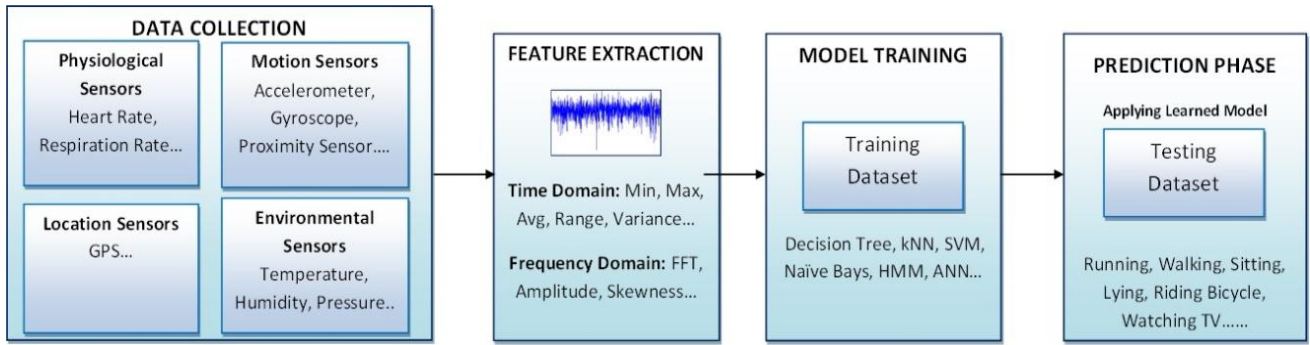 DATA COLLECTION
Physiological
Sensors
Heart Rate,
Respiration Rate...
Motion Sensors
Accelerometer,
Gyroscope,
Proximity Sensor....
Location Sensors
GPS...
Environmental
Sensors
Temperature,
Humidity, Pressure..
FEATURE EXTRACTION
Time Domain: Min, Max,
Avg, Range, Variance...
Frequency Domain: FFT,
Amplitude, Skewness...
MODEL TRAINING
Training
Dataset
Decision Tree, kNN, SVM,
Naïve Bays, HMM, ANN...
PREDICTION PHASE
Applying Learned Model
Testing
Dataset
Running, Walking, Sitting,
Lying, Riding Bicycle,
Watching TV......